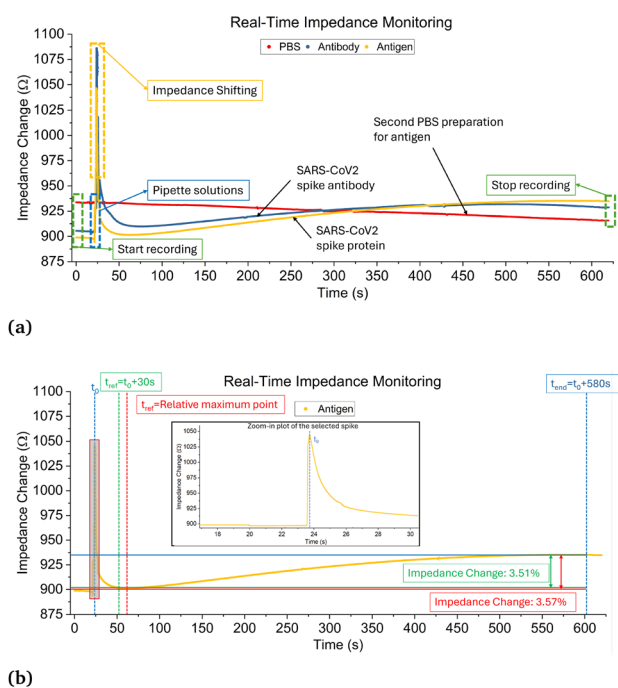 Real-Time Impedance Monitoring
PBS Antibody Antigen
Impedance Change (Ω)
1100
1075
1050
1025
1000
975
950
925
900
875
Impedance Shifting
Pipette solutions
Start recording
SARS-CoV2
spike antibody
SARS-CoV2
spike protein
Second PBS preparation
for antigen
Stop recording
0 50 100 150 200 250 300 350 400 450 500 550 600
Time (s)
(a)
t₀
tref=t₀+30s
tend=t₀+580s
Real-Time Impedance Monitoring
tref=Relative maximum point
Antigen
Impedance Change (Ω)
1100
1075
1050
1025
1000
975
950
925
900
875
Zoom-in plot of the selected spike
t₀
Impedance Change (Ω)
1050
1025
1000
975
950
925
900
18 20 22 24 26 28 30
Time (s)
Impedance Change: 3.51%
Impedance Change: 3.57%
0 50 100 150 200 250 300 350 400 450 500 550 600
Time (s)
(b)